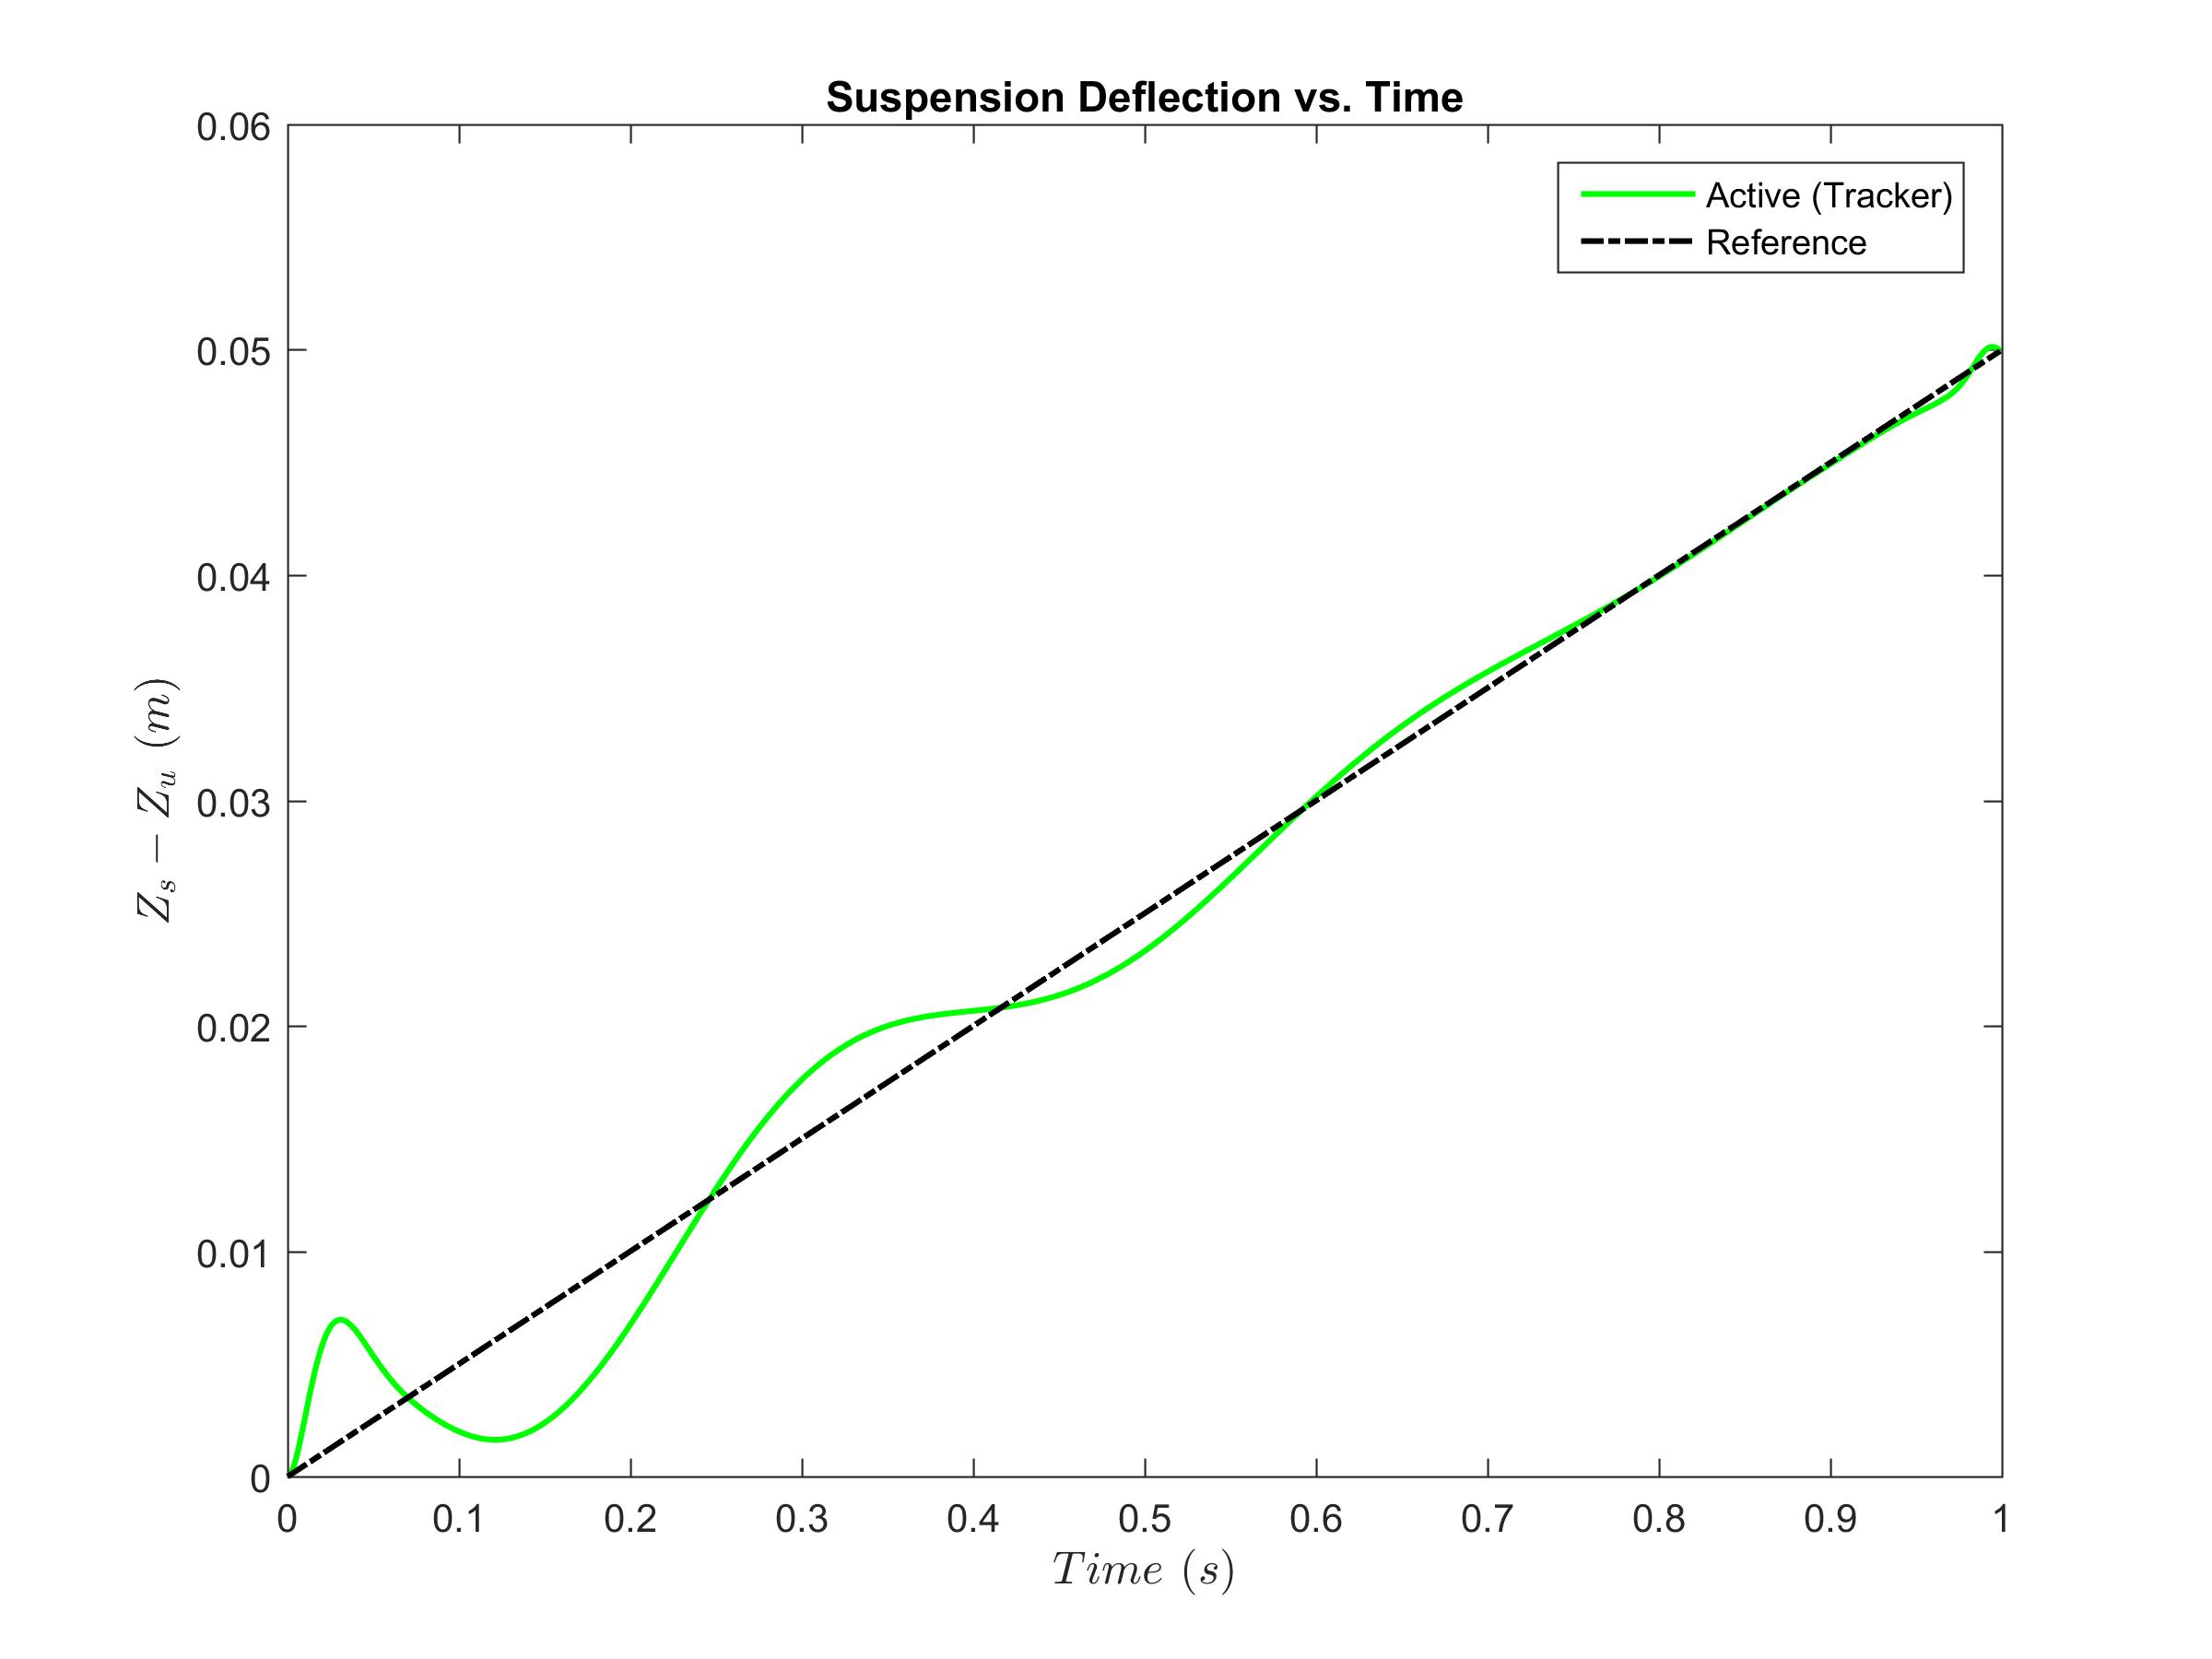 Suspension Deflection vs. Time
0.06
0.05
0.04
0.03
0.02
0.01
0
Z_s − Z_u (m)
Active (Tracker)
Reference
0 0.1 0.2 0.3 0.4 0.5 0.6 0.7 0.8 0.9 1
Time (s)